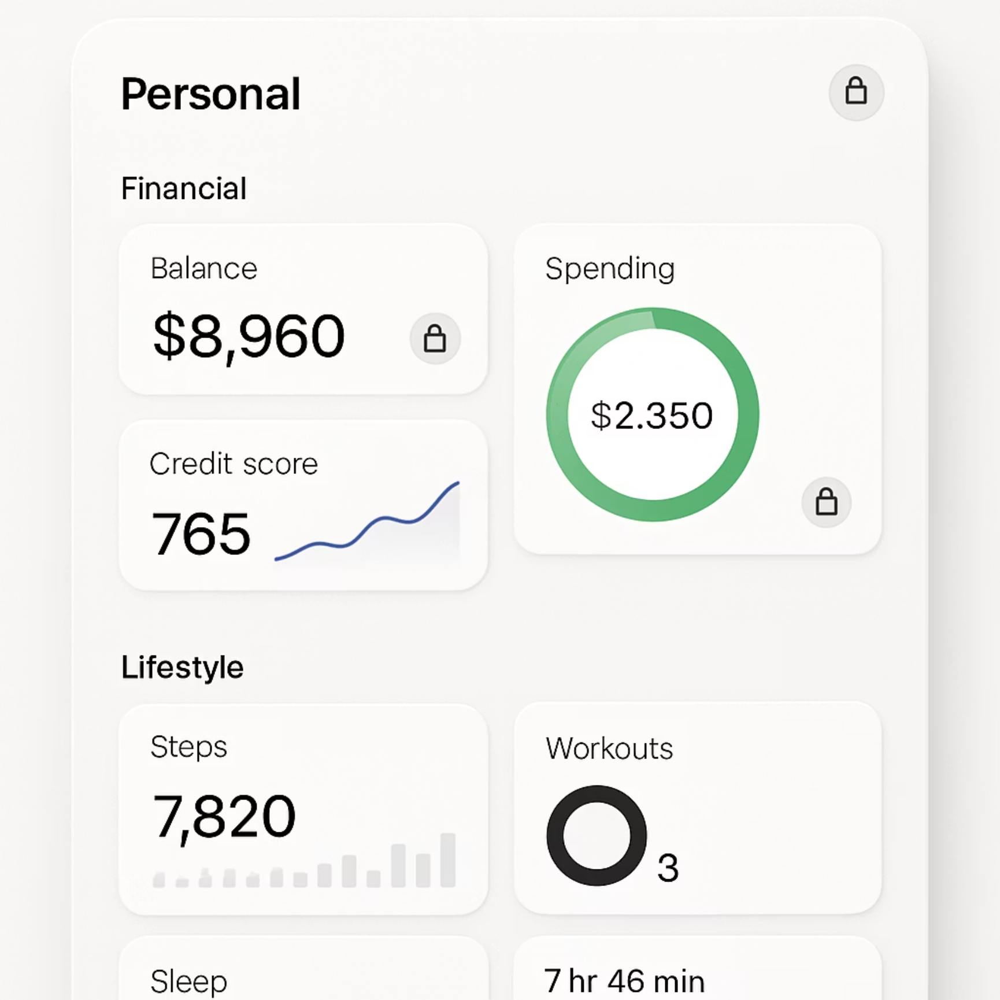 Personal
Financial
Balance
$8,960
Credit score
765
Spending
$2.350
Lifestyle
Steps
7,820
Workouts
3
Sleep
7 hr 46 min